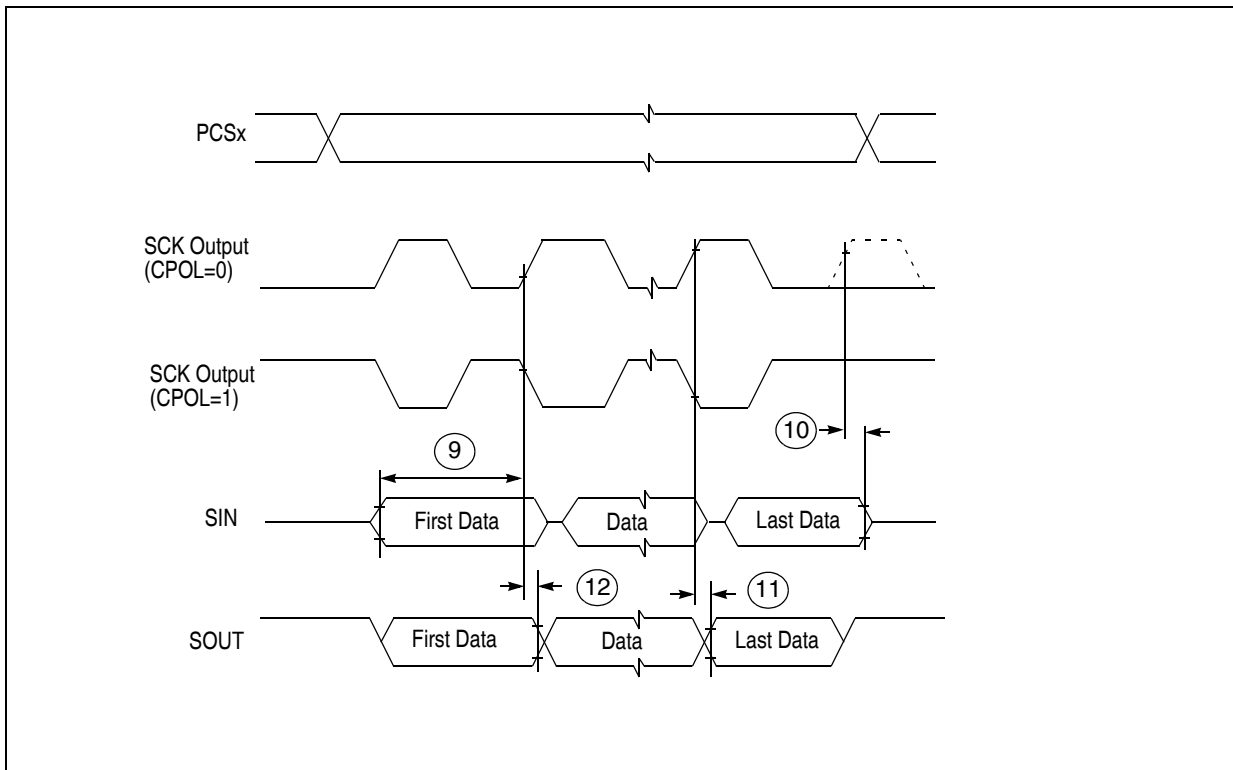 PCSx
SCK Output
(CPOL=0)
SCK Output
(CPOL=1)
10
9
SIN
First Data
Data
Last Data
12
11
SOUT
First Data
Data
Last Data